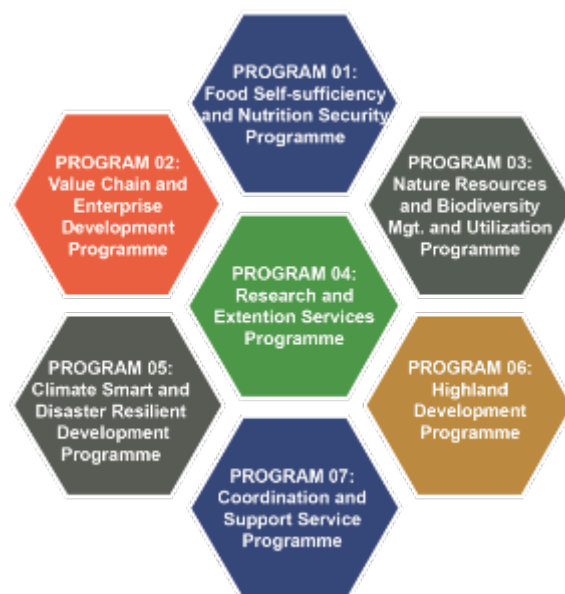 PROGRAM 01:
Food Self-sufficiency
and Nutrition Security
Programme
PROGRAM 02:
Value Chain and
Enterprise
Development
Programme
PROGRAM 03:
Nature Resources
and Biodiversity
Mgt. and Utilization
Programme
PROGRAM 04:
Research and
Extention Services
Programme
PROGRAM 05:
Climate Smart and
Disaster Resilient
Development
Programme
PROGRAM 06:
Highland
Development
Programme
PROGRAM 07:
Coordination and
Support Service
Programme